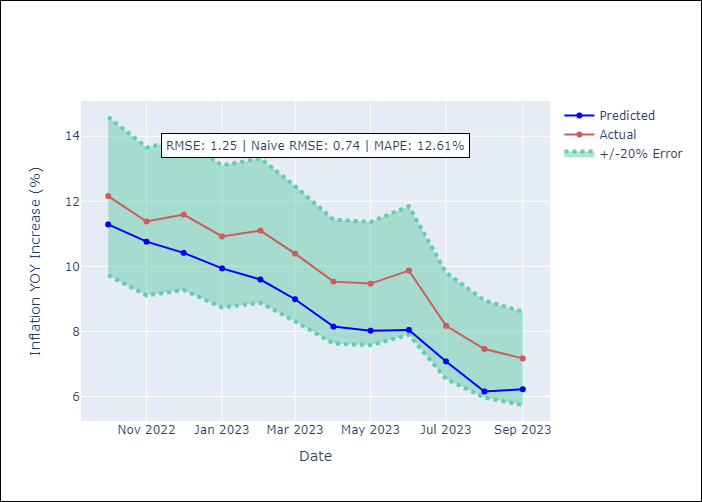 RMSE: 1.25 | Naive RMSE: 0.74 | MAPE: 12.61%
Predicted
Actual
+/-20% Error
Inflation YOY Increase (%)
14
12
10
8
6
Nov 2022
Jan 2023
Mar 2023
May 2023
Jul 2023
Sep 2023
Date